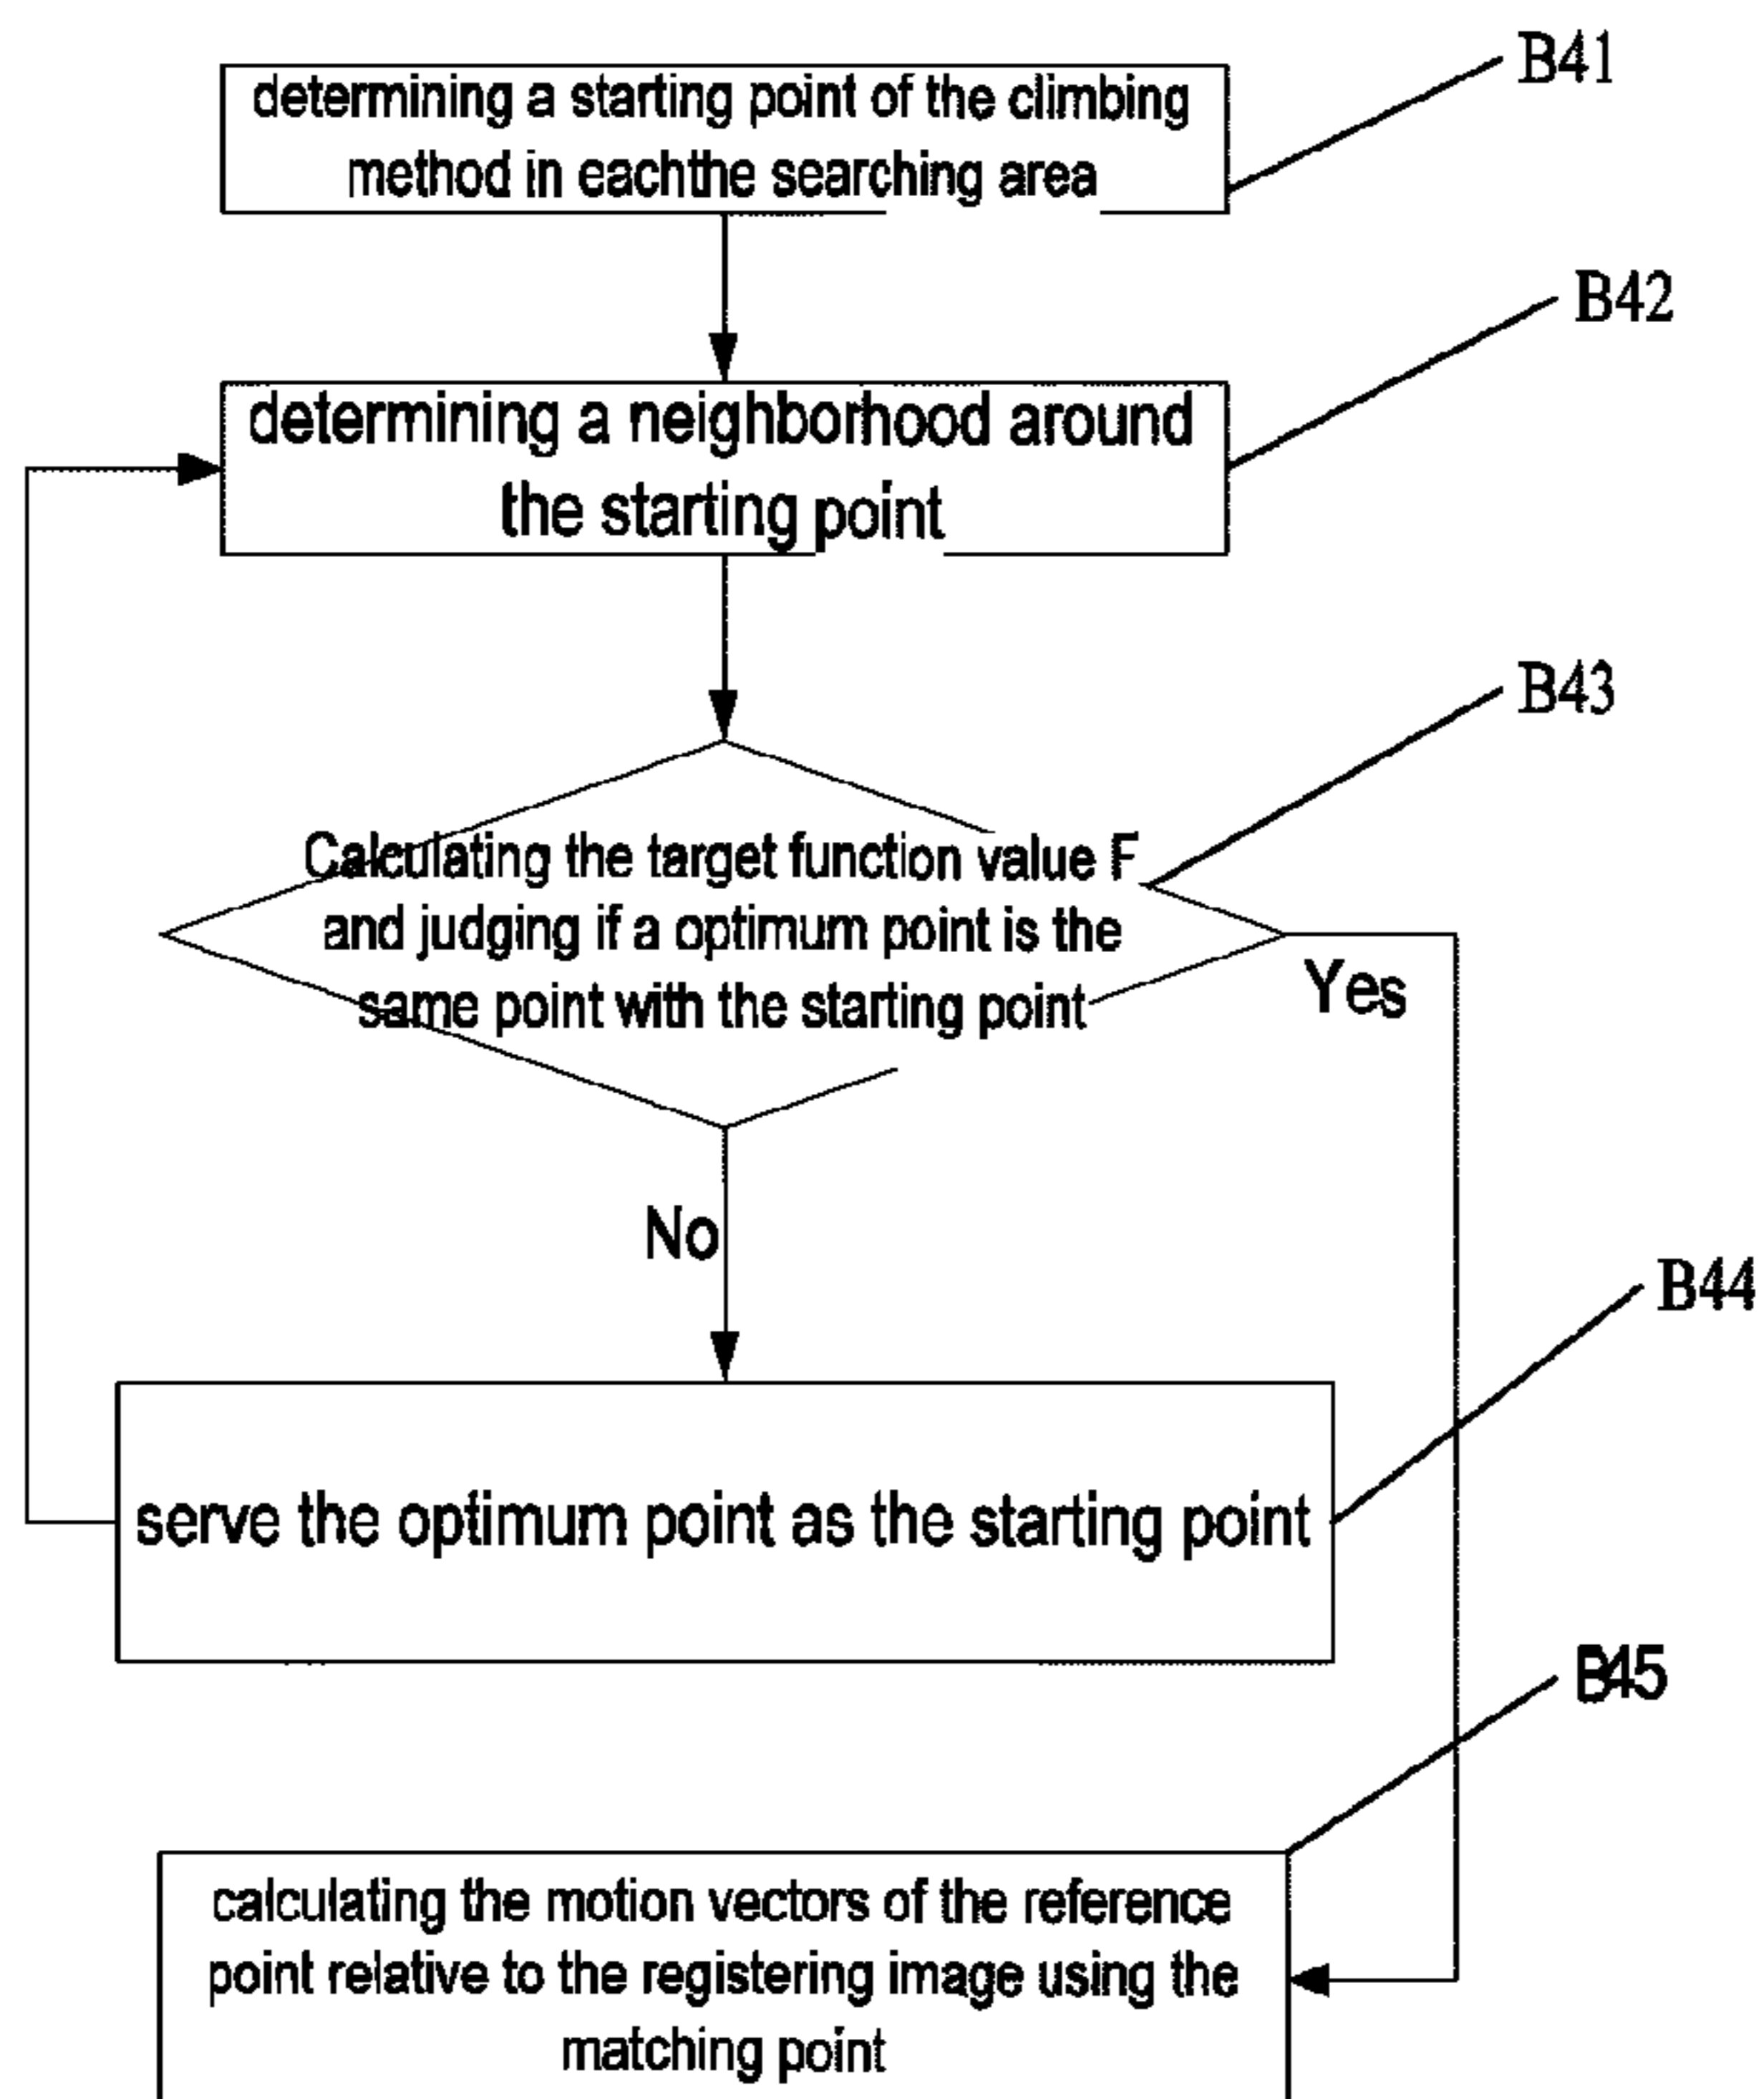 B41
determining a starting point of the climbing
method in eachthe searching area
B42
determining a neighborhood around
the starting point
B43
Calculating the target function value F
and judging if a optimum point is the
same point with the starting point
Yes
No
B44
serve the optimum point as the starting point
B45
calculating the motion vectors of the reference
point relative to the registering image using the
matching point